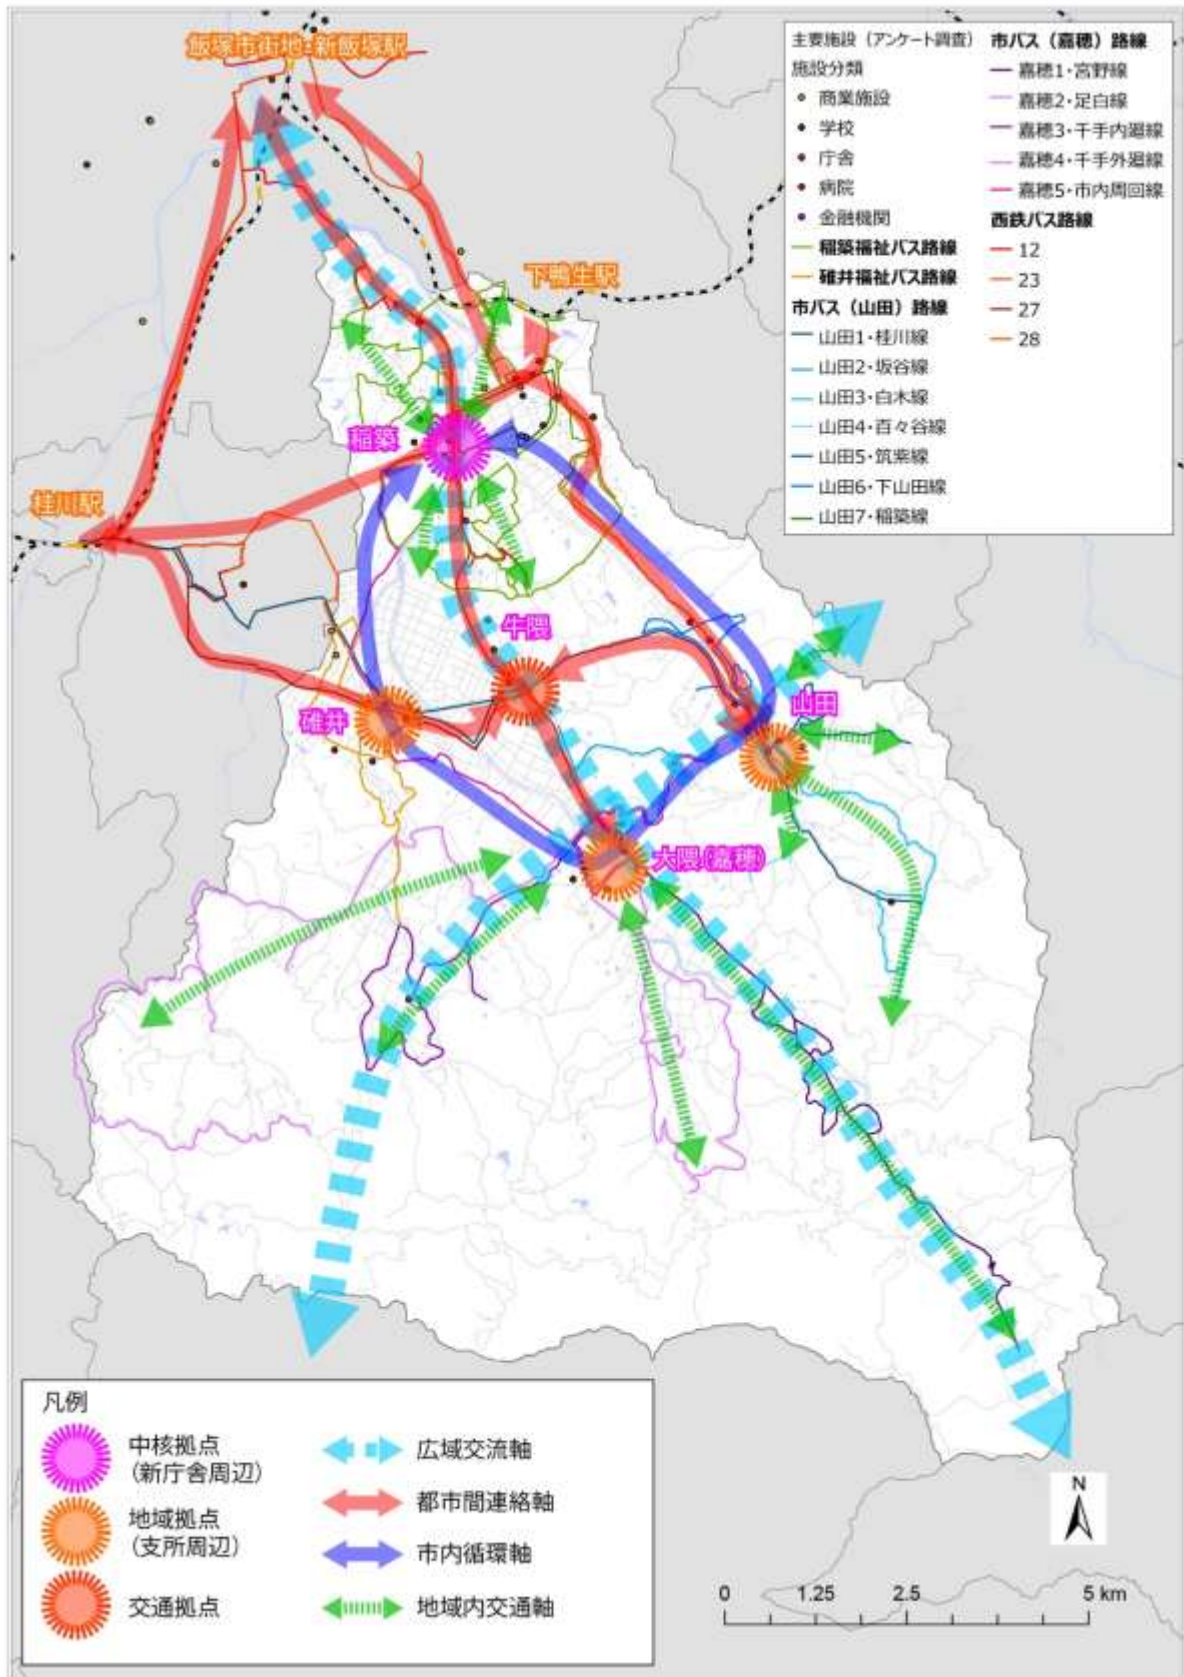 飯塚市街地・新飯塚駅
下鴨生駅
稲築
桂川駅
牛隈
碓井
山田
大隈(嘉穂)
主要施設（アンケート調査）
施設分類
商業施設
学校
庁舎
病院
金融機関
稲築福祉バス路線
碓井福祉バス路線
市バス（山田）路線
山田1・桂川線
山田2・坂谷線
山田3・白木線
山田4・百々谷線
山田5・筑紫線
山田6・下山田線
山田7・稲築線
市バス（嘉穂）路線
嘉穂1・宮野線
嘉穂2・足白線
嘉穂3・千手内廻線
嘉穂4・千手外廻線
嘉穂5・市内周回線
西鉄バス路線
12
23
27
28
凡例
中核拠点
(新庁舎周辺)
地域拠点
(支所周辺)
交通拠点
広域交流軸
都市間連絡軸
市内循環軸
地域内交通軸
N
0 1.25 2.5 5 km